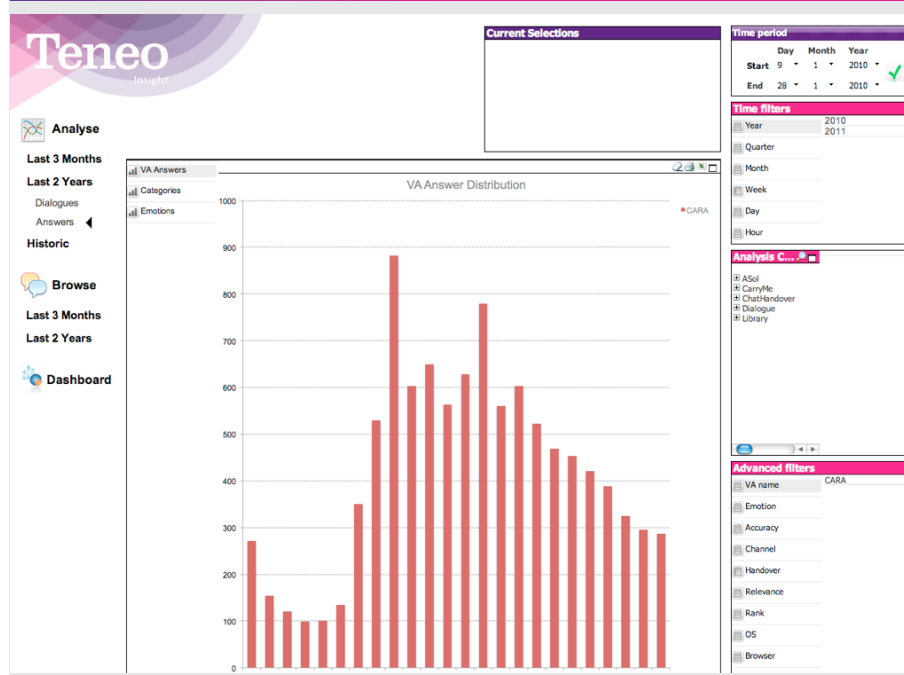 Teneo
Insight
Analyse
Last 3 Months
Last 2 Years
Dialogues
Answers
Historic
Browse
Last 3 Months
Last 2 Years
Dashboard
Current Selections
VA Answers
Categories
Emotions
VA Answer Distribution
CARA
1000
900
800
700
600
500
400
300
200
100
0
Time period
Day Month Year
Start 9 1 2010
End 28 1 2010
Time filters
Year
Quarter
Month
Week
Day
Hour
2010
2011
Analysis C...
ASol
CarryMe
ChatHandover
Dialogue
Library
Advanced filters
VA name
Emotion
Accuracy
Channel
Handover
Relevance
Rank
OS
Browser
CARA